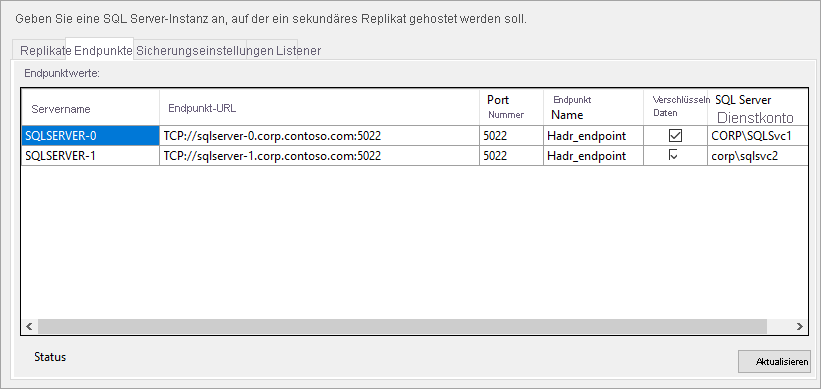 Geben Sie eine SQL Server-Instanz an, auf der ein sekundäres Replikat gehostet werden soll.
Replikate Endpunkte Sicherungseinstellungen Listener
Endpunktwerte:
Servername Endpunkt-URL Port Nummer Endpunkt Name Verschlüsseln Daten SQL Server Dienstkonto
SQLSERVER-0 TCP://sqlserver-0.corp.contoso.com:5022 5022 Hadr_endpoint CORP\SQLSvc1
SQLSERVER-1 TCP://sqlserver-1.corp.contoso.com:5022 5022 Hadr_endpoint corp\sqlsvc2
Status
Aktualisieren